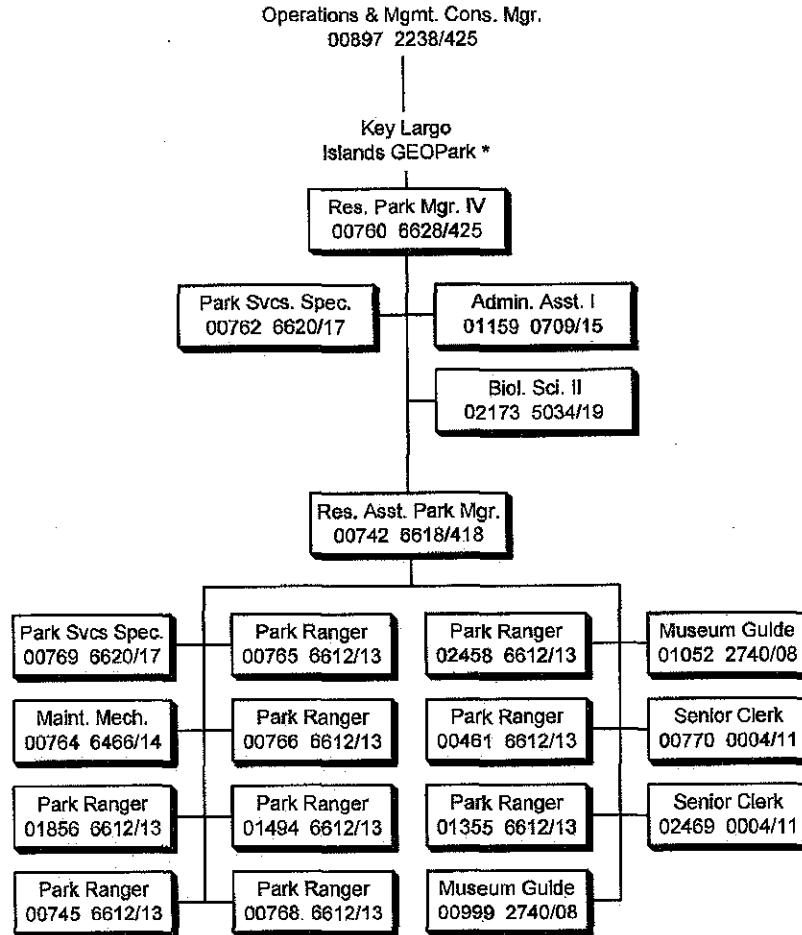 Operations & Mgmt. Cons. Mgr.
00897 2238/425
Key Largo
Islands GEOPark *
Res. Park Mgr. IV
00760 6628/425
Park Svcs. Spec.
00762 6620/17
Admin. Asst. I
01159 0709/15
Biol. Sci. II
02173 5034/19
Res. Asst. Park Mgr.
00742 6618/418
Park Svcs Spec.
00769 6620/17
Park Ranger
00765 6612/13
Park Ranger
02458 6612/13
Museum Guide
01052 2740/08
Maint. Mech.
00764 6466/14
Park Ranger
00766 6612/13
Park Ranger
00461 6612/13
Senior Clerk
00770 0004/11
Park Ranger
01856 6612/13
Park Ranger
01494 6612/13
Park Ranger
01355 6612/13
Senior Clerk
02469 0004/11
Park Ranger
00745 6612/13
Park Ranger
00768. 6612/13
Museum Guide
00999 2740/08